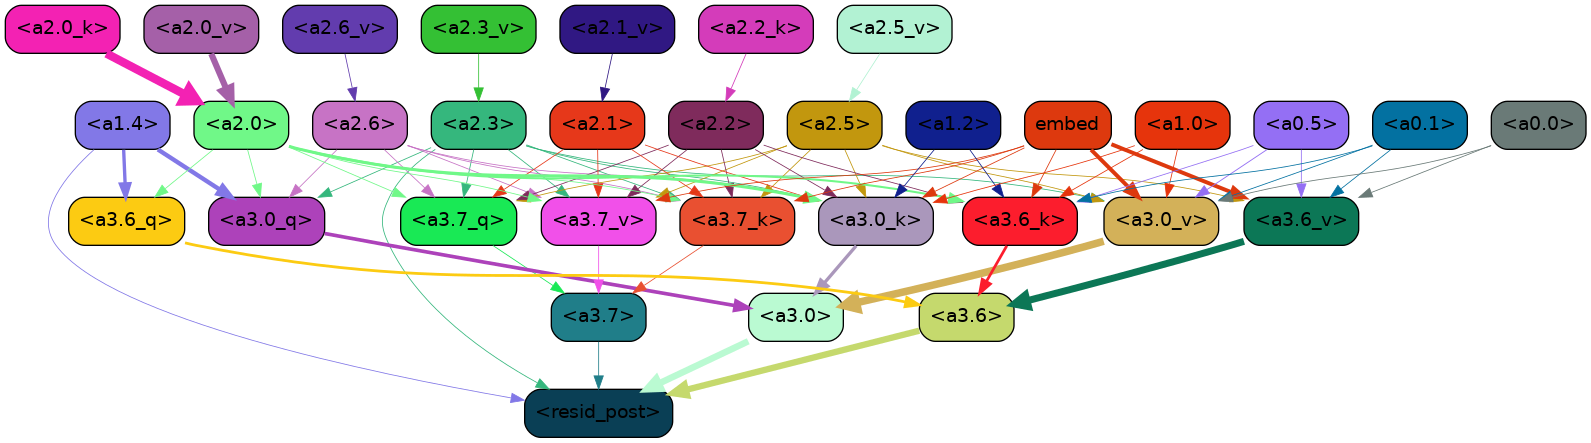 <a2.0_k> <a2.0_v> <a2.6_v> <a2.3_v> <a2.1_v> <a2.2_k> <a2.5_v>
<a1.4> <a2.0> <a2.6> <a2.3> <a2.1> <a2.2> <a2.5> <a1.2> embed <a1.0> <a0.5> <a0.1> <a0.0>
<a3.6_q> <a3.0_q> <a3.7_q> <a3.7_v> <a3.7_k> <a3.0_k> <a3.6_k> <a3.0_v> <a3.6_v>
<a3.7> <a3.0> <a3.6>
<resid_post>